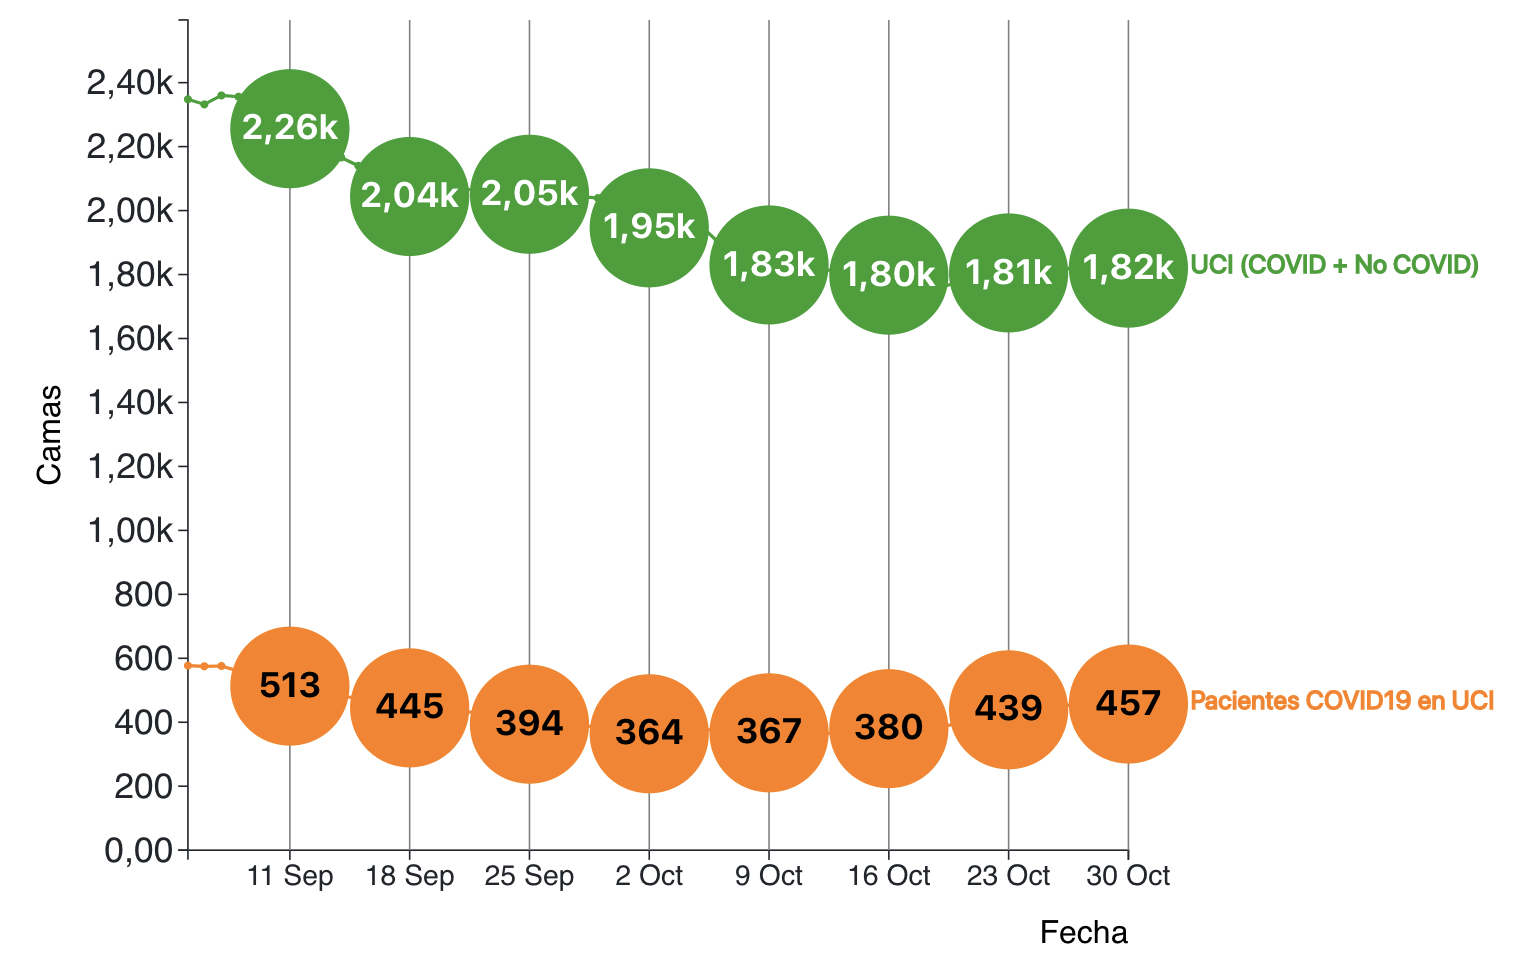 2,40k
2,20k
2,00k
1,80k
1,60k
1,40k
1,20k
1,00k
800
600
400
200
0,00
Camas
2,26k
2,04k
2,05k
1,95k
1,83k
1,80k
1,81k
1,82k
UCI (COVID + No COVID)
513
445
394
364
367
380
439
457
Pacientes COVID19 en UCI
11 Sep
18 Sep
25 Sep
2 Oct
9 Oct
16 Oct
23 Oct
30 Oct
Fecha